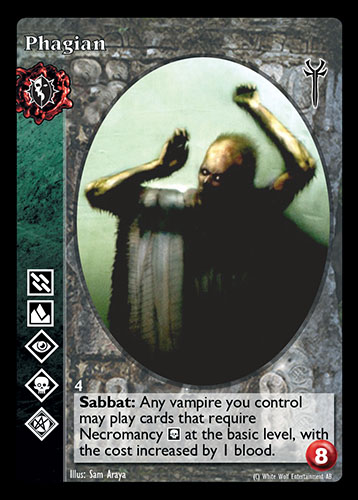 Phagian
4
Sabbat: Any vampire you control
may play cards that require
Necromancy at the basic level, with
the cost increased by 1 blood.
8
Illus: Sam Araya
(C) White Wolf Entertainment AB